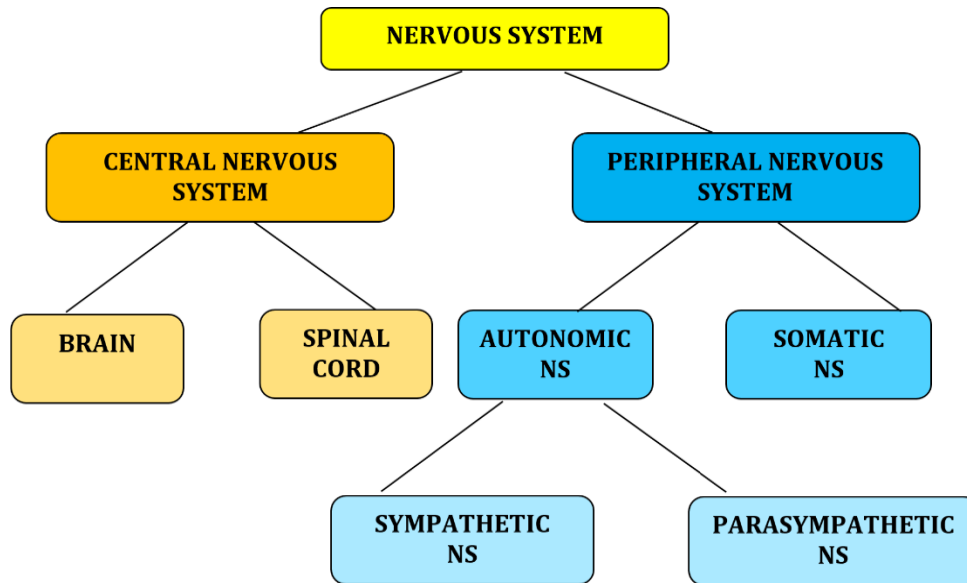 NERVOUS SYSTEM
CENTRAL NERVOUS
SYSTEM
PERIPHERAL NERVOUS
SYSTEM
BRAIN
SPINAL
CORD
AUTONOMIC
NS
SOMATIC
NS
SYMPATHETIC
NS
PARASYMPATHETIC
NS